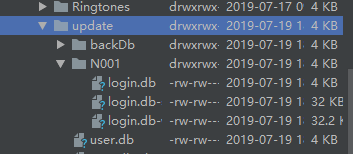 Ringtones drwxrwx- 2019-07-17 0 4 KB
update drwxrwx- 2019-07-19 1 4 KB
backDb drwxrwx- 2019-07-19 1 4 KB
N001 drwxrwx- 2019-07-19 1 4 KB
login.db -rw-rw-- 2019-07-19 1 4 KB
login.db- -rw-rw-- 2019-07-19 1 32 KB
login.db- -rw-rw-- 2019-07-19 1 32.2 K
user.db -rw-rw-- 2019-07-19 1 4 KB